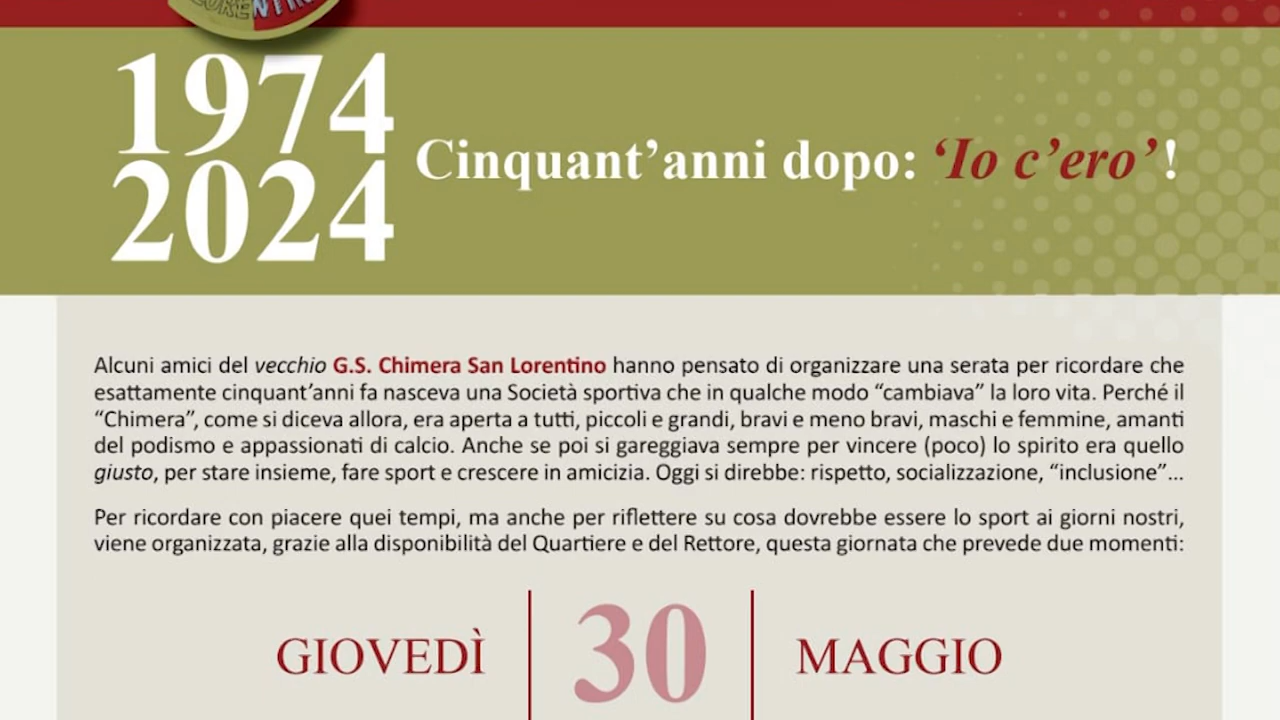 1974
2024
Cinquant’anni dopo: ‘Io c’ero’!
Alcuni amici del vecchio G.S. Chimera San Lorentino hanno pensato di organizzare una serata per ricordare che
esattamente cinquant’anni fa nasceva una Società sportiva che in qualche modo “cambiava” la loro vita. Perché il
“Chimera”, come si diceva allora, era aperta a tutti, piccoli e grandi, bravi e meno bravi, maschi e femmine, amanti
del podismo e appassionati di calcio. Anche se poi si gareggiava sempre per vincere (poco) lo spirito era quello
giusto, per stare insieme, fare sport e crescere in amicizia. Oggi si direbbe: rispetto, socializzazione, “inclusione”...
Per ricordare con piacere quei tempi, ma anche per riflettere su cosa dovrebbe essere lo sport ai giorni nostri,
viene organizzata, grazie alla disponibilità del Quartiere e del Rettore, questa giornata che prevede due momenti:
GIOVEDÌ 30 MAGGIO